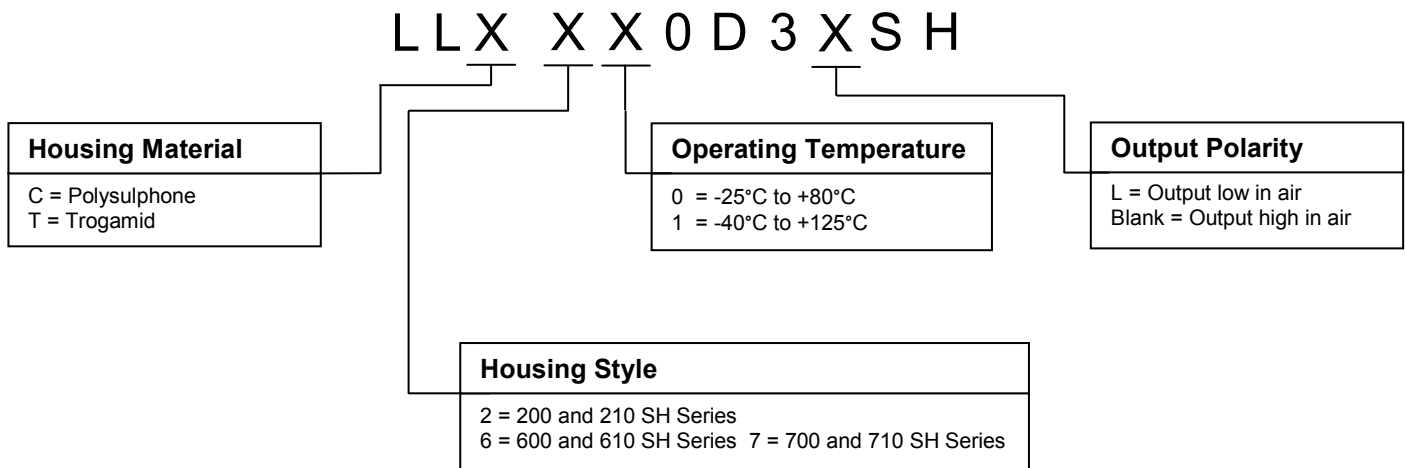 LLX XX0D3XSH
Housing Material
C = Polysulphone
T = Trogamid
Operating Temperature
0 = -25°C to +80°C
1 = -40°C to +125°C
Output Polarity
L = Output low in air
Blank = Output high in air
Housing Style
2 = 200 and 210 SH Series
6 = 600 and 610 SH Series 7 = 700 and 710 SH Series